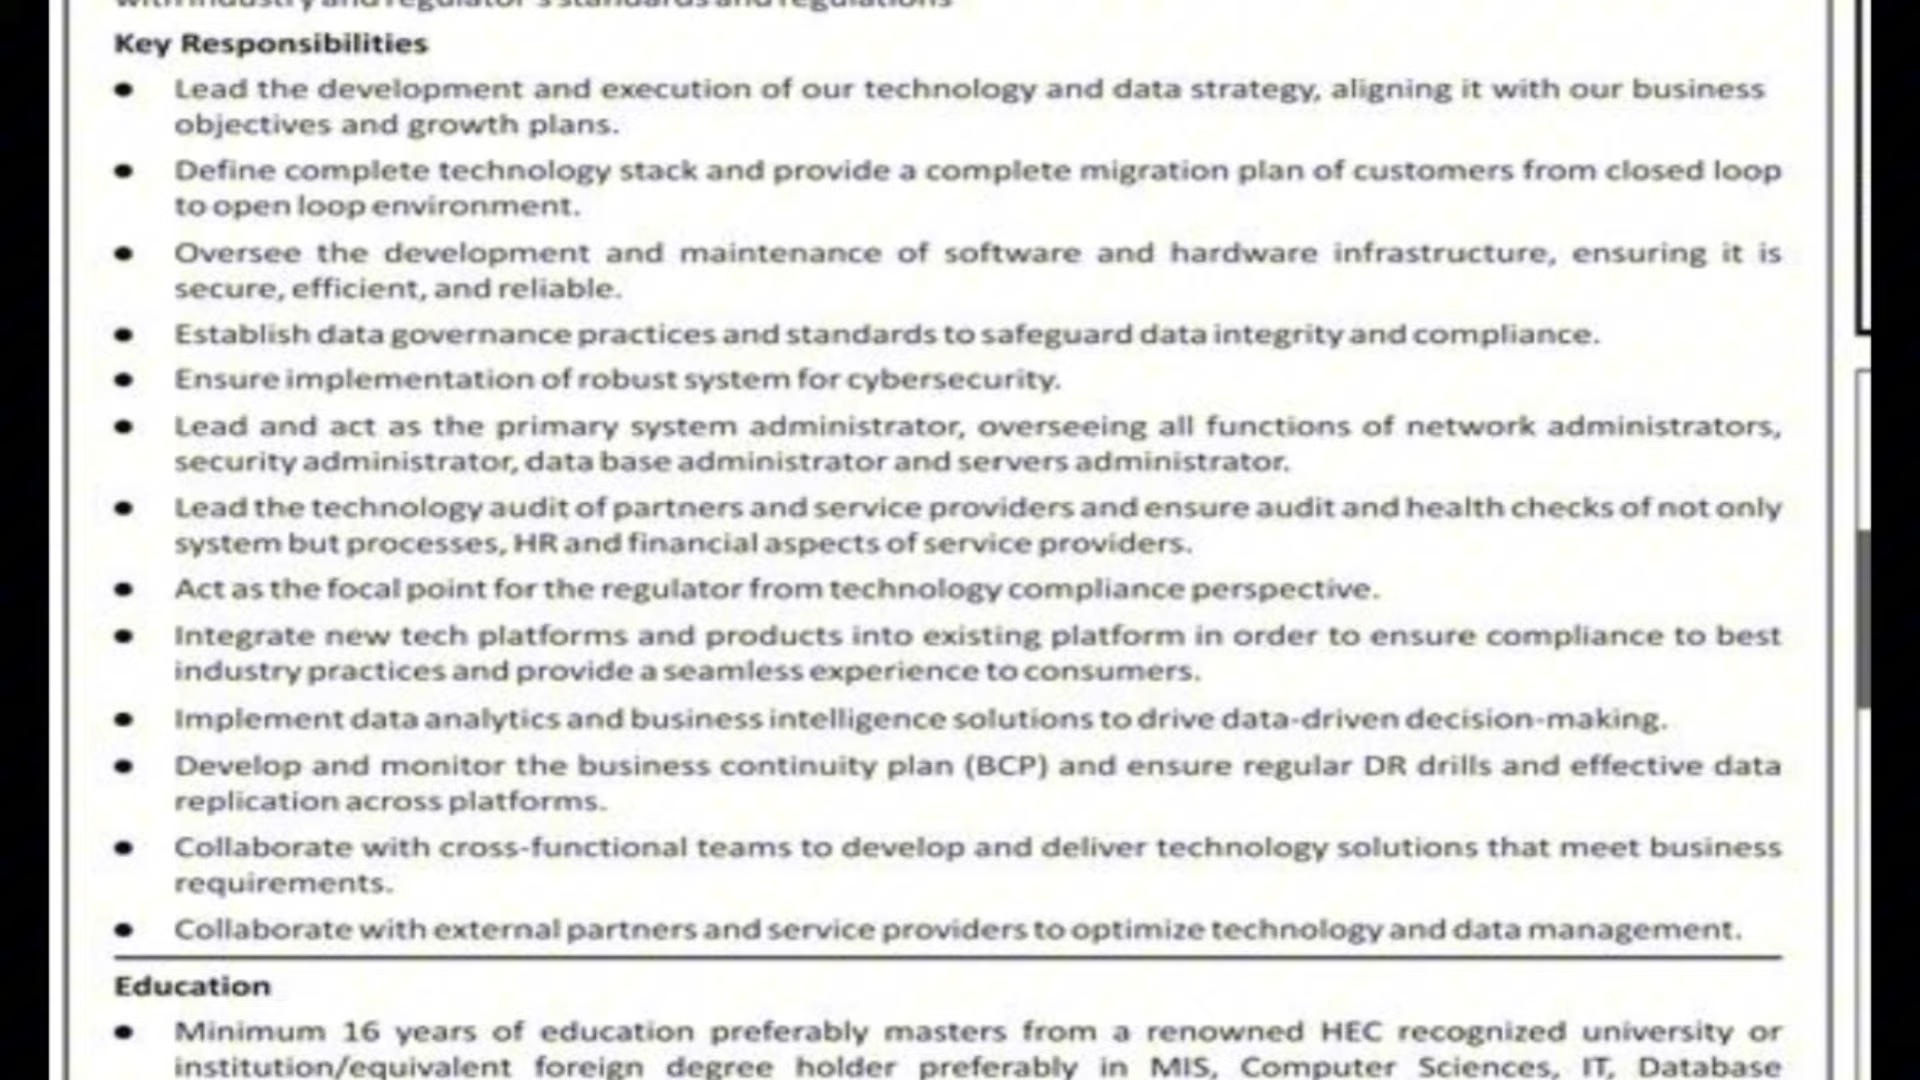 with industry and regulator's standards and regulations
Key Responsibilities
● Lead the development and execution of our technology and data strategy, aligning it with our business
objectives and growth plans.
● Define complete technology stack and provide a complete migration plan of customers from closed loop
to open loop environment.
● Oversee the development and maintenance of software and hardware infrastructure, ensuring it is
secure, efficient, and reliable.
● Establish data governance practices and standards to safeguard data integrity and compliance.
● Ensure implementation of robust system for cybersecurity.
● Lead and act as the primary system administrator, overseeing all functions of network administrators,
security administrator, data base administrator and servers administrator.
● Lead the technology audit of partners and service providers and ensure audit and health checks of not only
system but processes, HR and financial aspects of service providers.
● Act as the focal point for the regulator from technology compliance perspective.
● Integrate new tech platforms and products into existing platform in order to ensure compliance to best
industry practices and provide a seamless experience to consumers.
● Implement data analytics and business intelligence solutions to drive data-driven decision-making.
● Develop and monitor the business continuity plan (BCP) and ensure regular DR drills and effective data
replication across platforms.
● Collaborate with cross-functional teams to develop and deliver technology solutions that meet business
requirements.
● Collaborate with external partners and service providers to optimize technology and data management.
Education
● Minimum 16 years of education preferably masters from a renowned HEC recognized university or
institution/equivalent foreign degree holder preferably in MIS, Computer Sciences, IT, Database